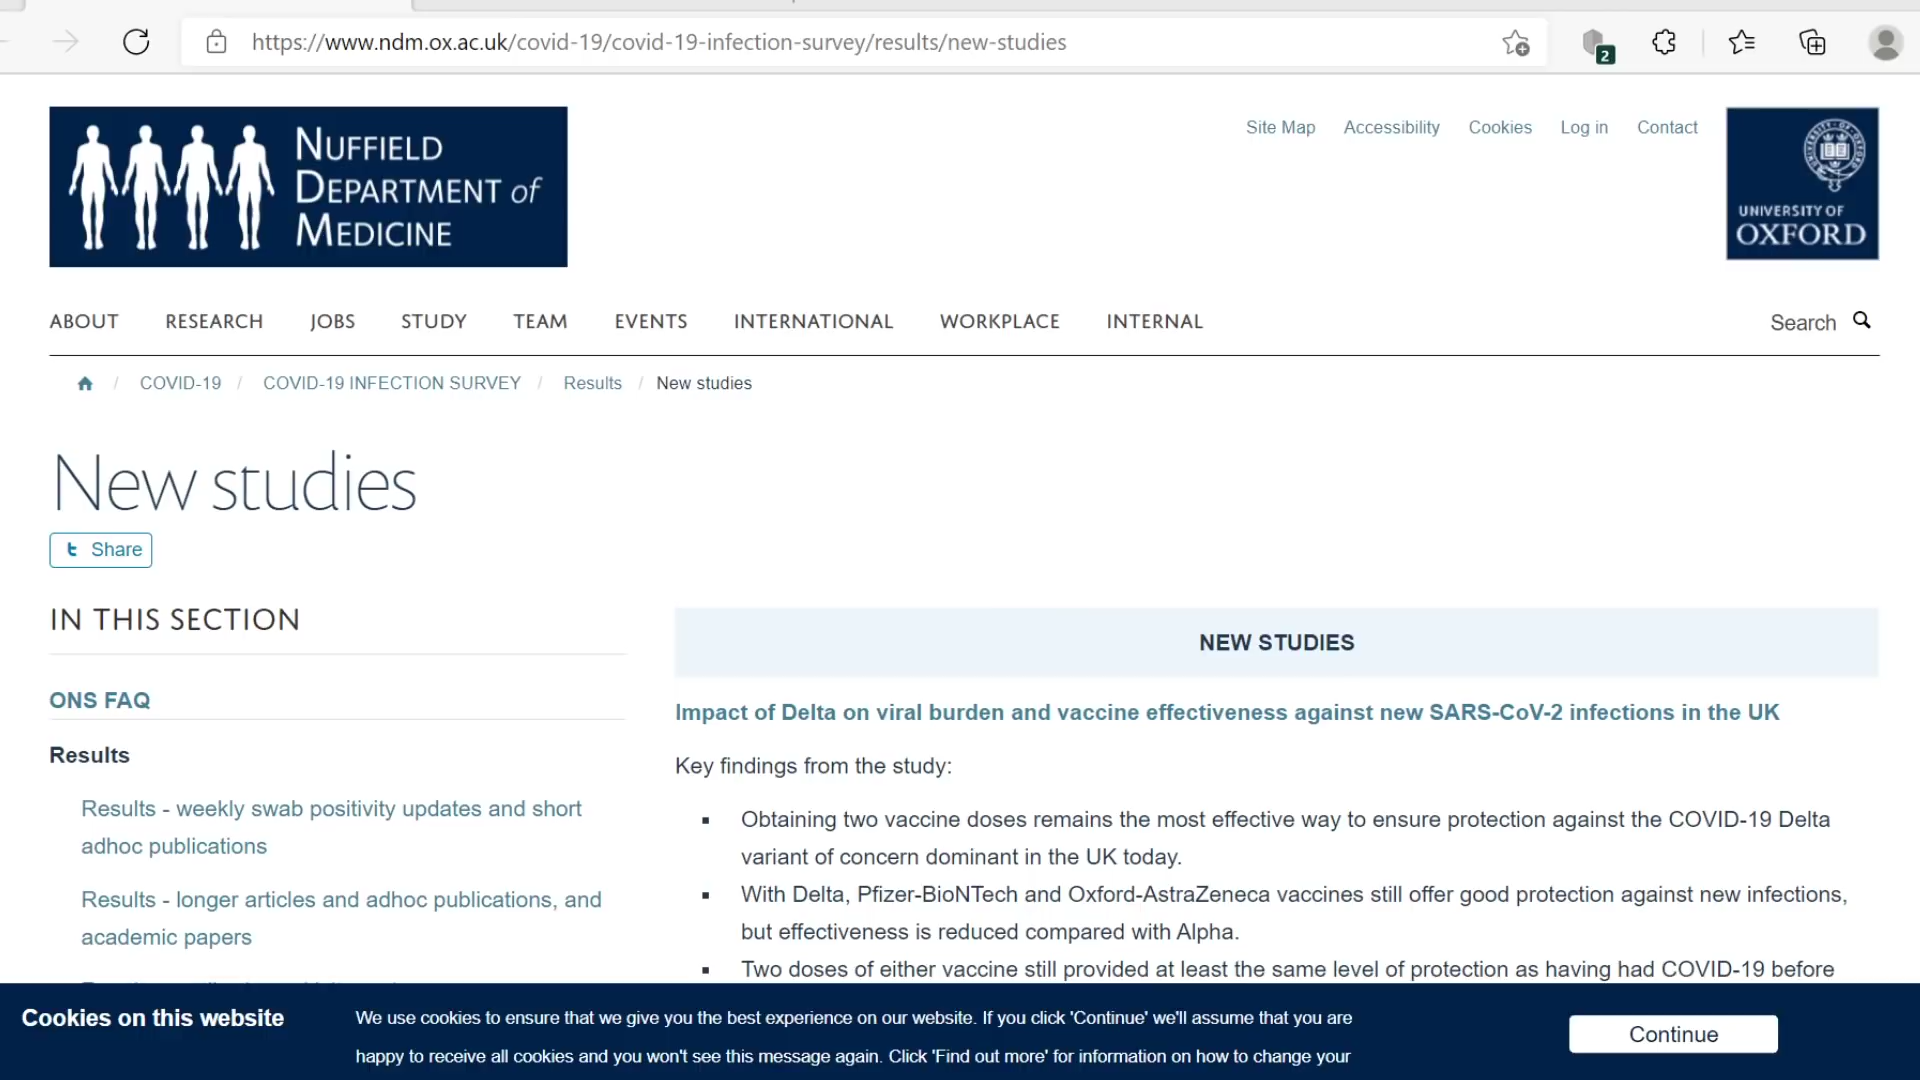 https://www.ndm.ox.ac.uk/covid-19/covid-19-infection-survey/results/new-studies
2
NUFFIELD
DEPARTMENT of
MEDICINE
Site Map Accessibility Cookies Log in Contact
UNIVERSITY OF
OXFORD
ABOUT RESEARCH JOBS STUDY TEAM EVENTS INTERNATIONAL WORKPLACE INTERNAL
Search
/ COVID-19 / COVID-19 INFECTION SURVEY / Results / New studies
New studies
Share
IN THIS SECTION
ONS FAQ
Results
Results - weekly swab positivity updates and short
adhoc publications
Results - longer articles and adhoc publications, and
academic papers
NEW STUDIES
Impact of Delta on viral burden and vaccine effectiveness against new SARS-CoV-2 infections in the UK
Key findings from the study:
▪ Obtaining two vaccine doses remains the most effective way to ensure protection against the COVID-19 Delta
variant of concern dominant in the UK today.
▪ With Delta, Pfizer-BioNTech and Oxford-AstraZeneca vaccines still offer good protection against new infections,
but effectiveness is reduced compared with Alpha.
▪ Two doses of either vaccine still provided at least the same level of protection as having had COVID-19 before
Cookies on this website
We use cookies to ensure that we give you the best experience on our website. If you click 'Continue' we'll assume that you are
happy to receive all cookies and you won't see this message again. Click 'Find out more' for information on how to change your
Continue